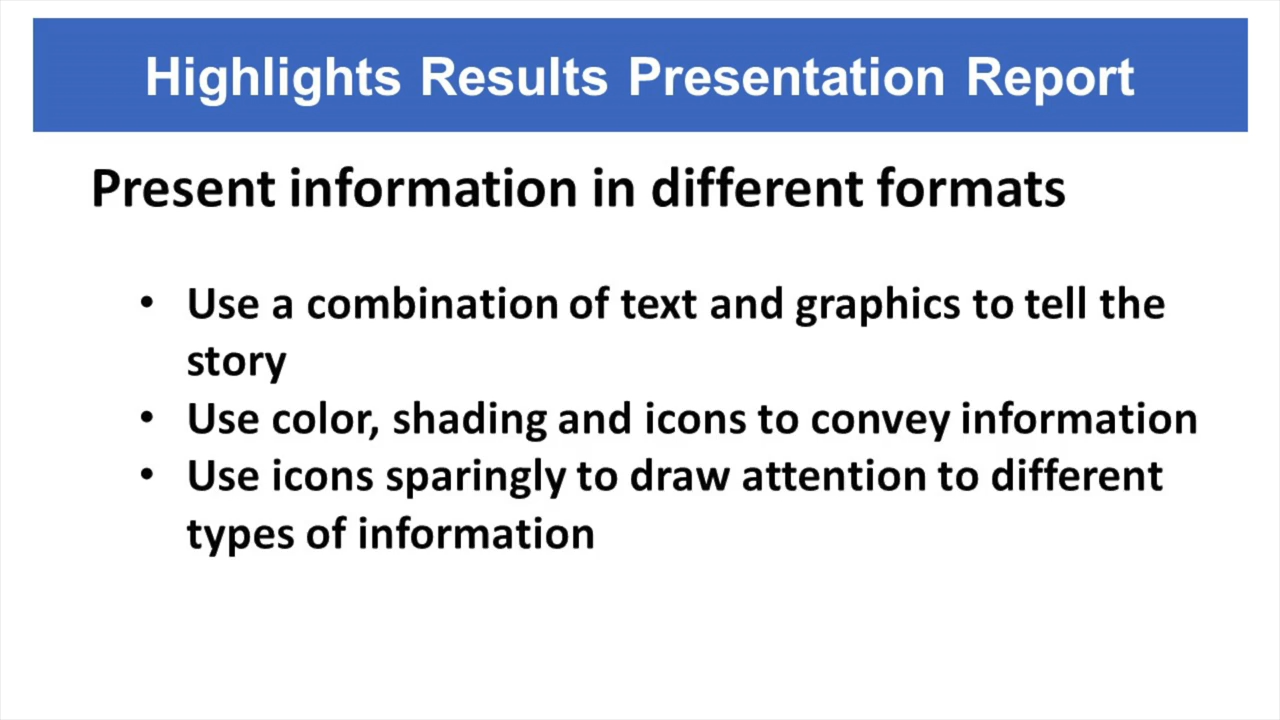 Highlights Results Presentation Report
Present information in different formats
• Use a combination of text and graphics to tell the
story
• Use color, shading and icons to convey information
• Use icons sparingly to draw attention to different
types of information